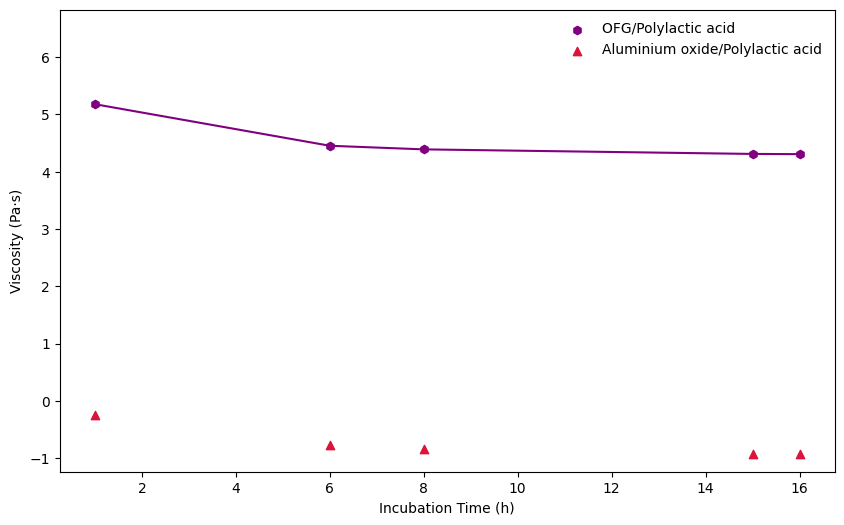 OFG/Polylactic acid
Aluminium oxide/Polylactic acid
6
5
4
3
2
1
0
−1
Viscosity (Pa·s)
2 4 6 8 10 12 14 16
Incubation Time (h)